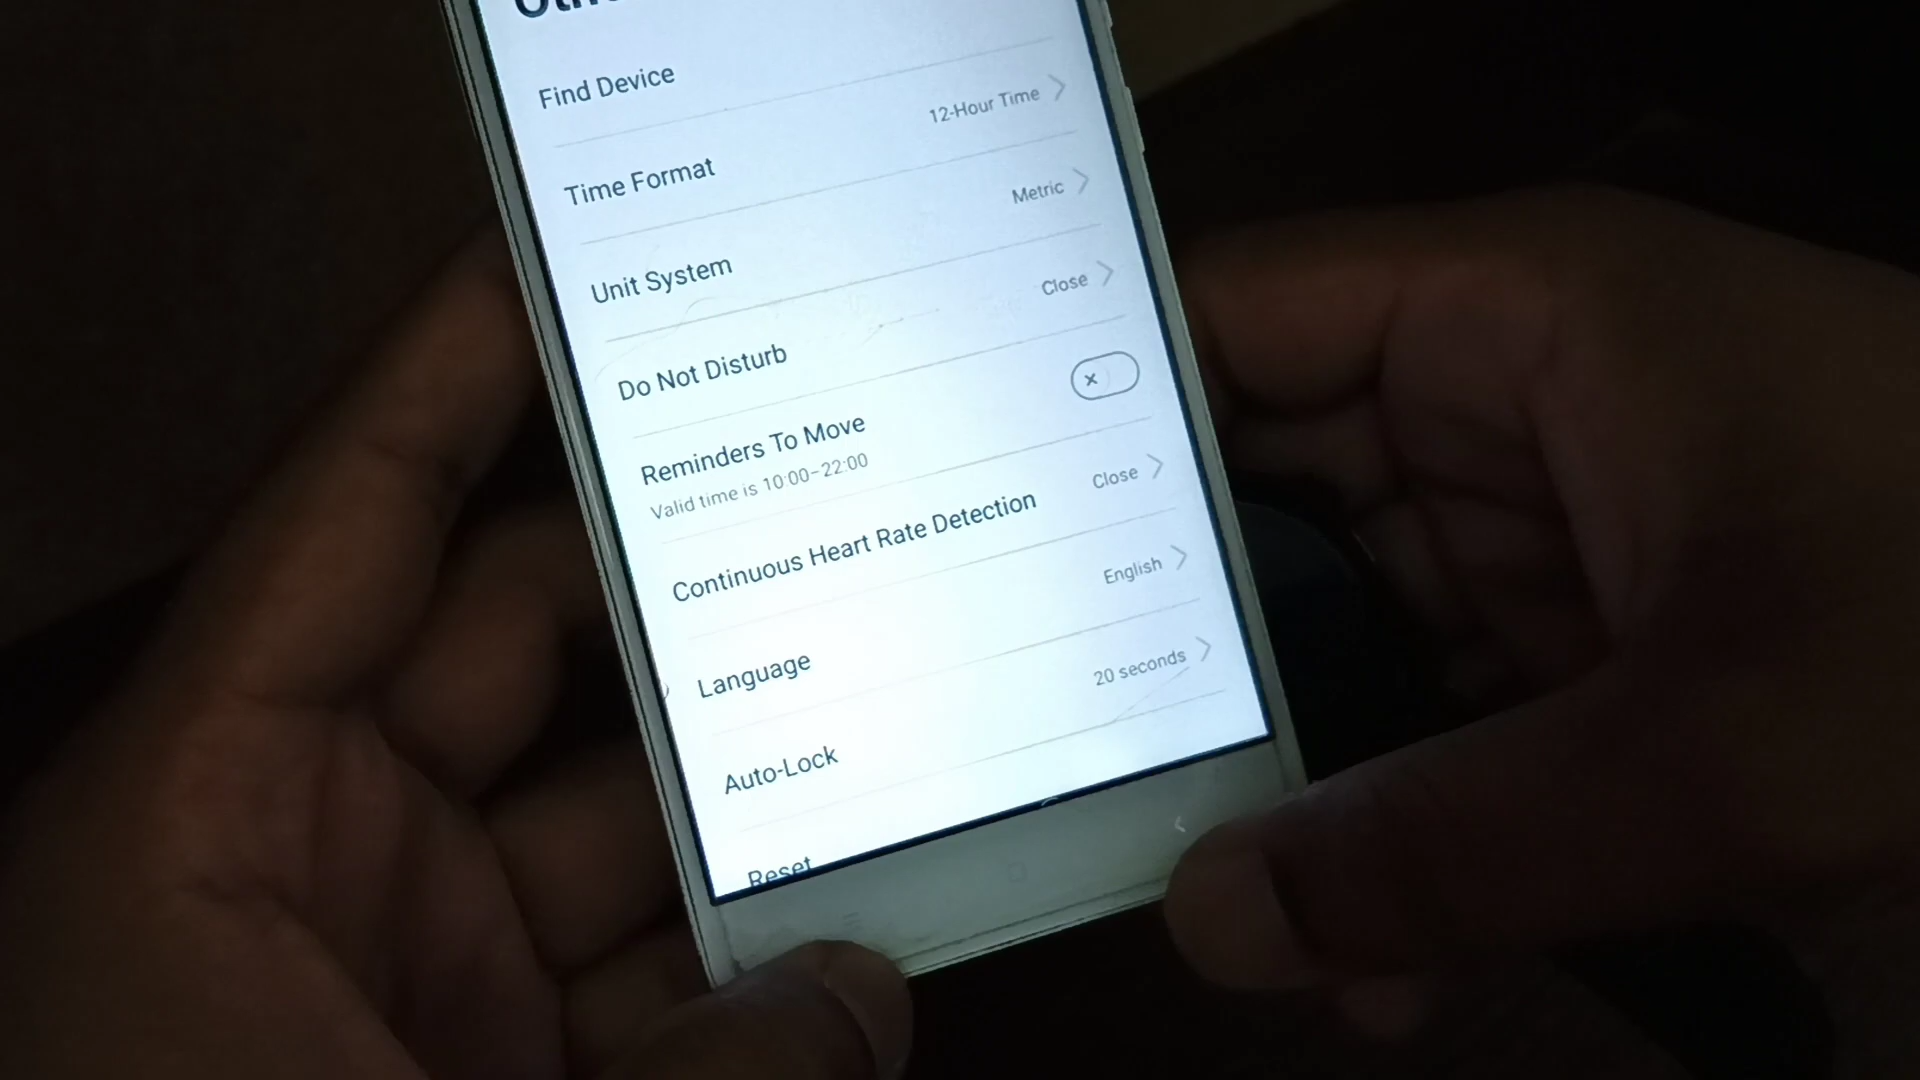 Find Device
Time Format
12-Hour Time
Unit System
Metric
Do Not Disturb
Close
Reminders To Move
Valid time is 10:00-22:00
Continuous Heart Rate Detection
Close
Language
English
Auto-Lock
20 seconds
Reset